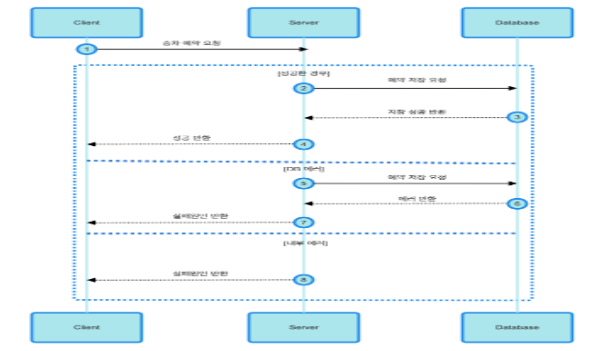 Client Server Database
1 승차 예약 요청
[성공한 경우]
2 예약 저장 요청
저장 성공 반환 3
성공 반환 4
[DB 에러]
5 예약 저장 요청
에러 반환 6
실패원인 반환 7
[내부 에러]
실패원인 반환 8
Client Server Database